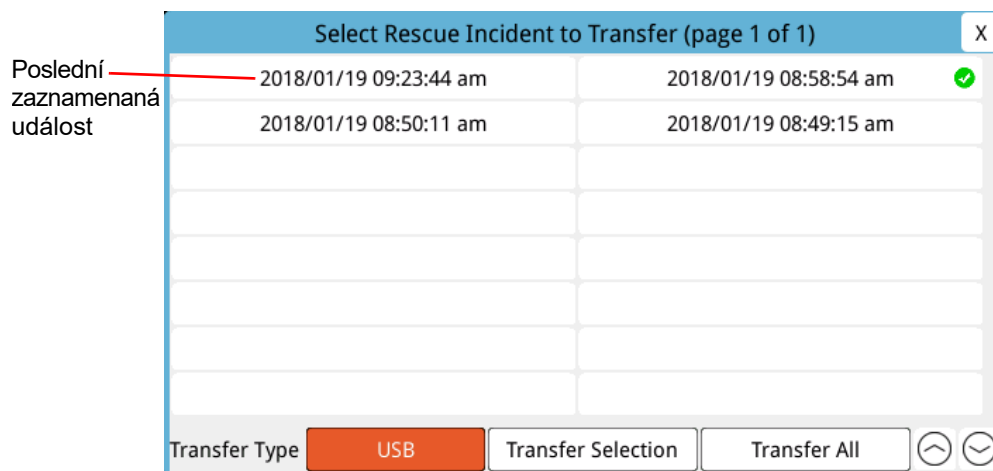 Select Rescue Incident to Transfer (page 1 of 1) X
Poslední
zaznamenaná
událost
2018/01/19 09:23:44 am 2018/01/19 08:58:54 am
2018/01/19 08:50:11 am 2018/01/19 08:49:15 am
Transfer Type USB Transfer Selection Transfer All